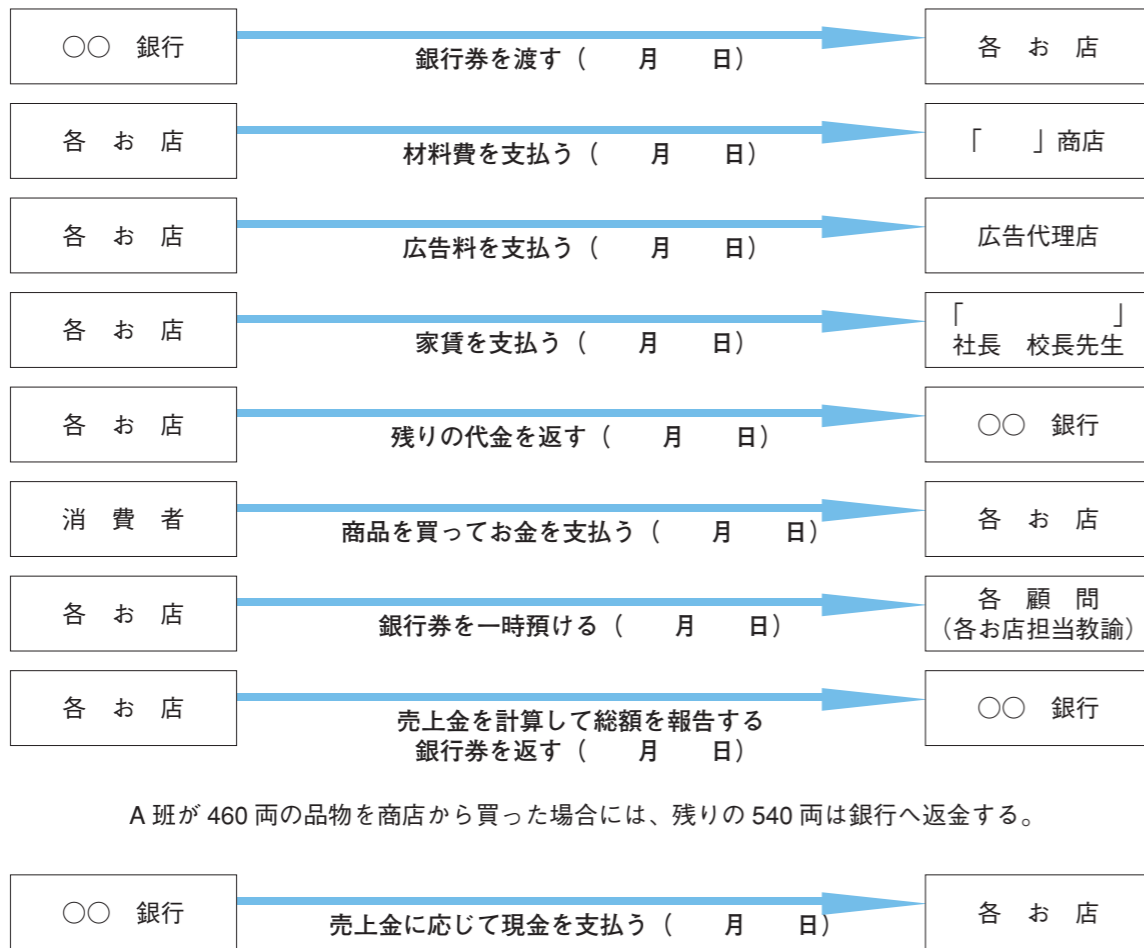 ○○ 銀行
銀行券を渡す（　　月　　日）
各 お 店
各 お 店
材料費を支払う（　　月　　日）
「　　」商店
各 お 店
広告料を支払う（　　月　　日）
広告代理店
各 お 店
家賃を支払う（　　月　　日）
「　　　　　　」
社長　校長先生
各 お 店
残りの代金を返す（　　月　　日）
○○ 銀行
消 費 者
商品を買ってお金を支払う（　　月　　日）
各 お 店
各 お 店
銀行券を一時預ける（　　月　　日）
各 顧 問
（各お店担当教諭）
各 お 店
売上金を計算して総額を報告する
銀行券を返す（　　月　　日）
○○ 銀行
A 班が 460 両の品物を商店から買った場合には、残りの 540 両は銀行へ返金する。
○○ 銀行
売上金に応じて現金を支払う（　　月　　日）
各 お 店